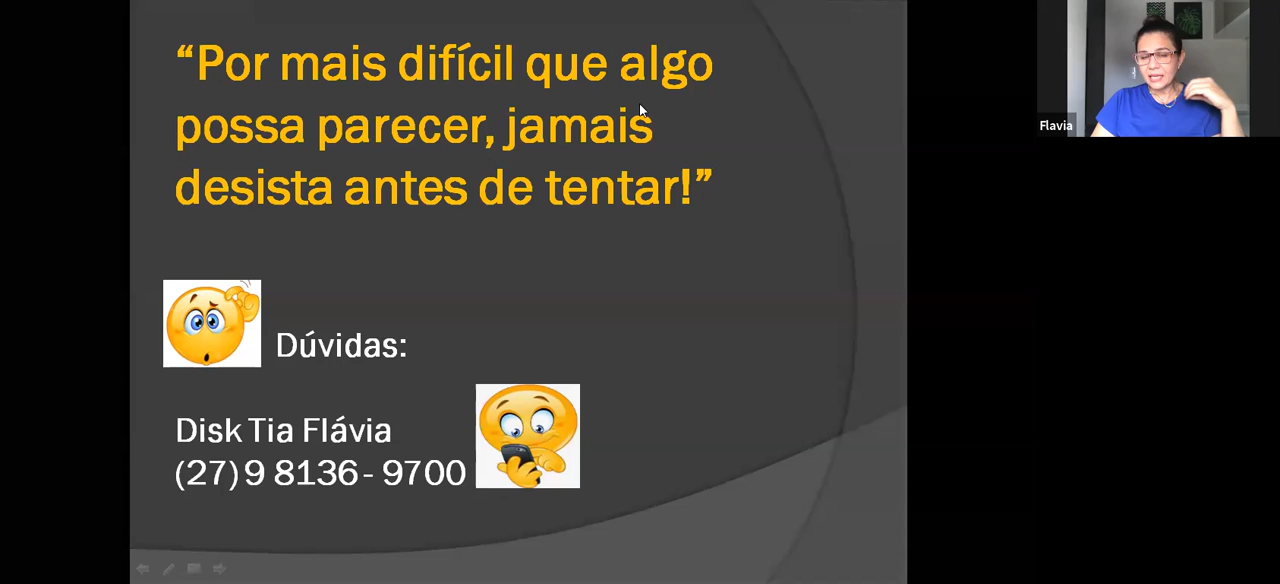 “Por mais difícil que algo
possa parecer, jamais
desista antes de tentar!”
Dúvidas:
Disk Tia Flávia
(27) 9 8136 - 9700
Flavia